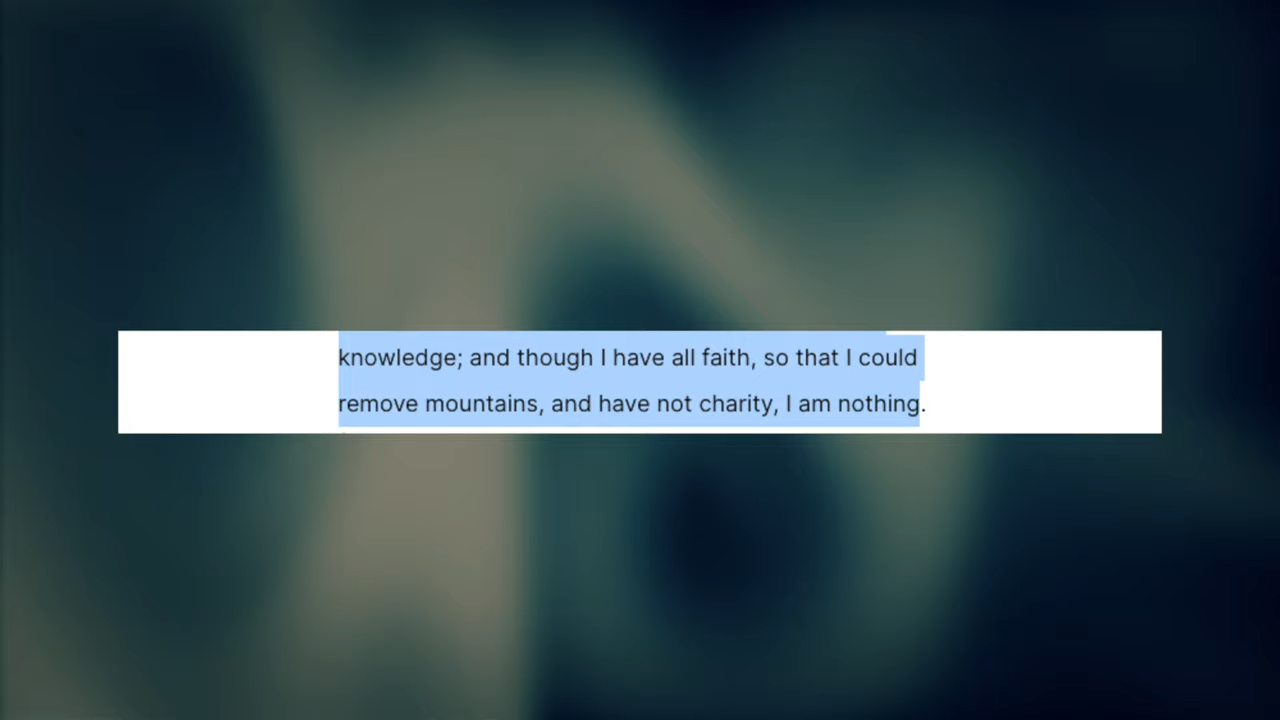 knowledge; and though I have all faith, so that I could
remove mountains, and have not charity, I am nothing.